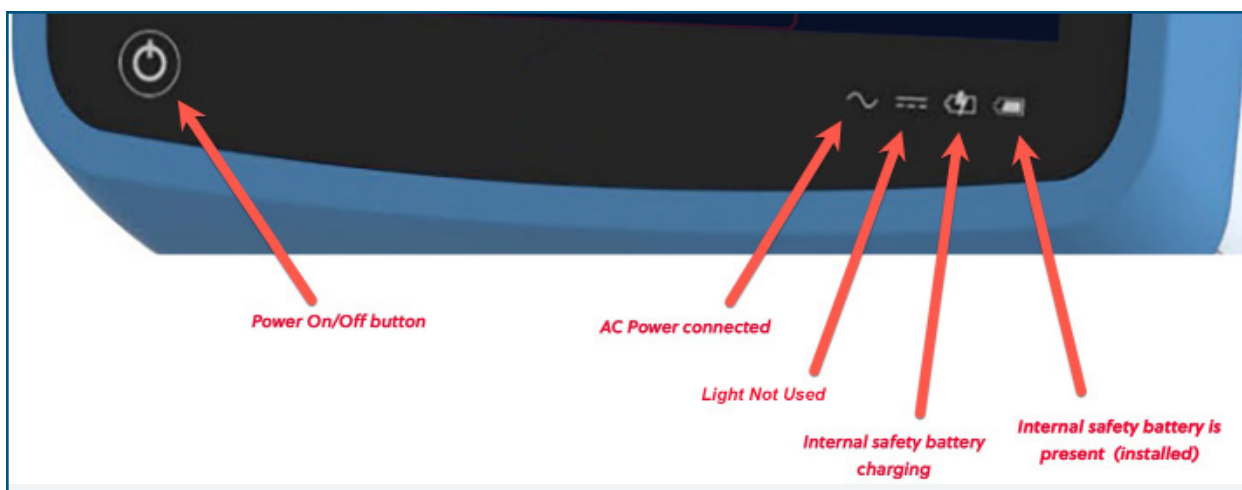 Power On/Off button
AC Power connected
Light Not Used
Internal safety battery
charging
Internal safety battery is
present (installed)